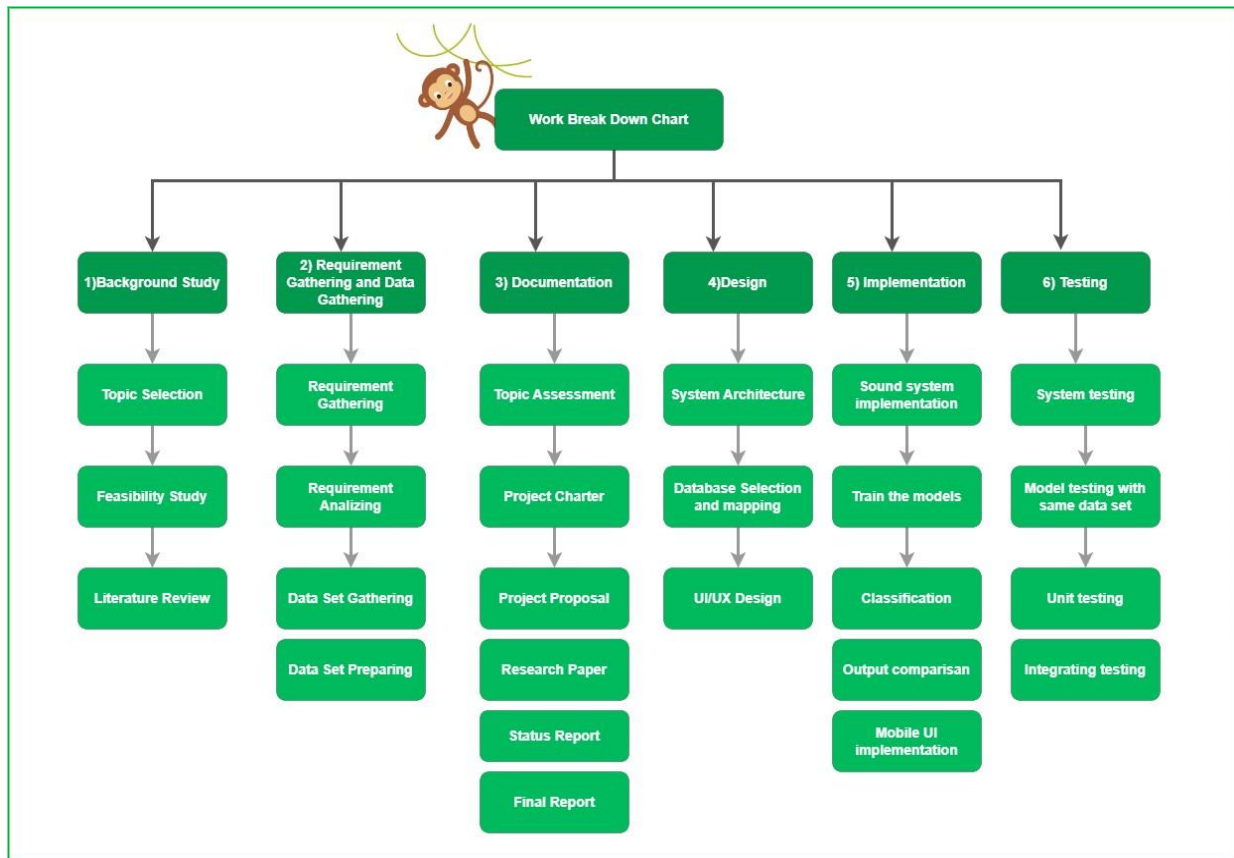 Work Break Down Chart
1)Background Study
Topic Selection
Feasibility Study
Literature Review
2) Requirement
Gathering and Data
Gathering
Requirement
Gathering
Requirement
Analizing
Data Set Gathering
Data Set Preparing
3) Documentation
Topic Assessment
Project Charter
Project Proposal
Research Paper
Status Report
Final Report
4)Design
System Architecture
Database Selection
and mapping
UI/UX Design
5) Implementation
Sound system
implementation
Train the models
Classification
Output comparisan
Mobile UI
implementation
6) Testing
System testing
Model testing with
same data set
Unit testing
Integrating testing